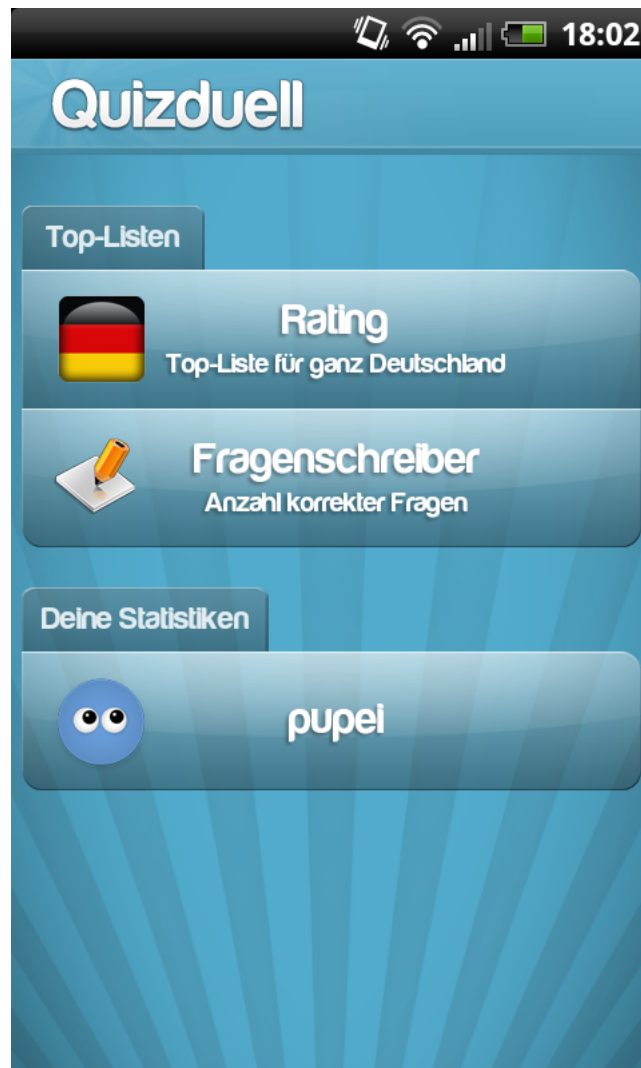 18:02
Quizduell
Top-Listen
Rating
Top-Liste für ganz Deutschland
Fragenschreiber
Anzahl korrekter Fragen
Deine Statistiken
pupei